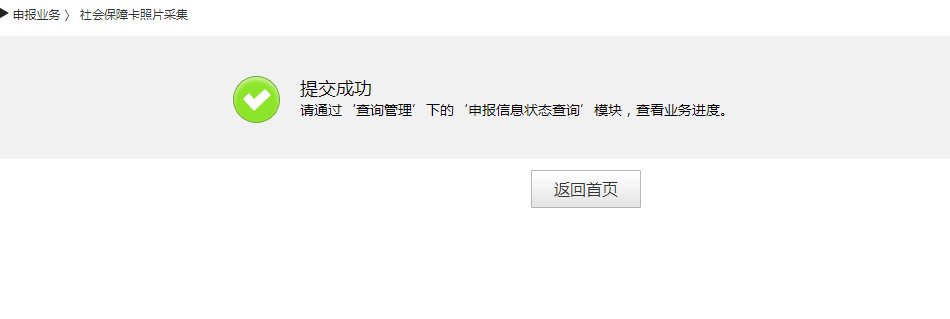 申报业务 〉 社会保障卡照片采集
提交成功
请通过‘查询管理’下的‘申报信息状态查询’模块，查看业务进度。
返回首页